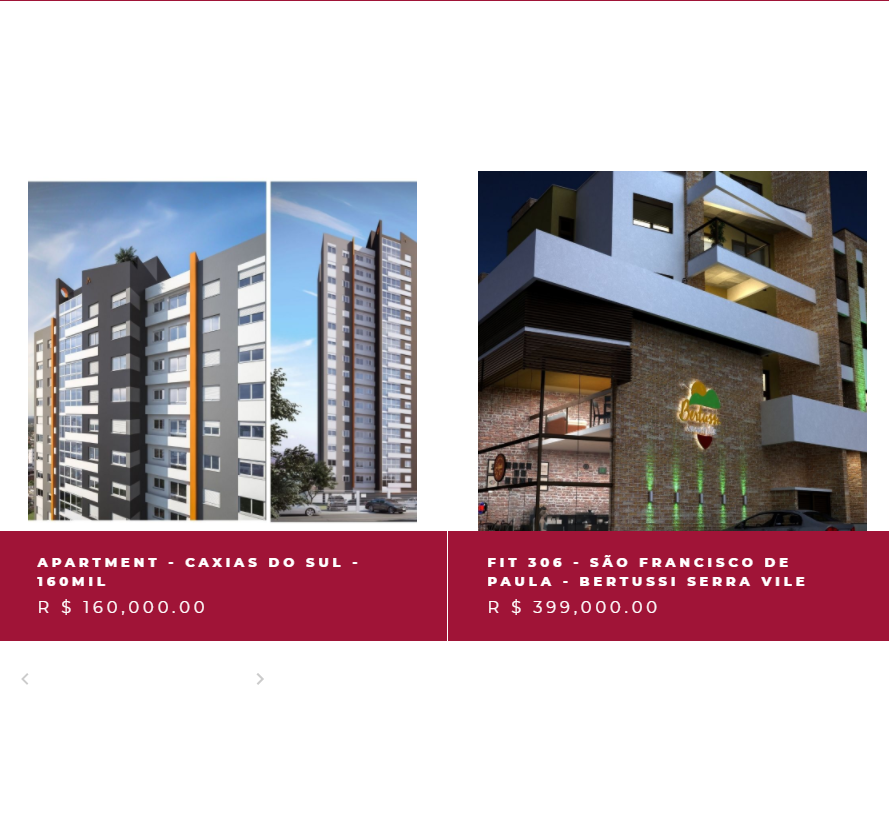 APARTMENT - CAXIAS DO SUL -
160MIL
R $ 160,000.00
FIT 306 - SÃO FRANCISCO DE
PAULA - BERTUSSI SERRA VILE
R $ 399,000.00